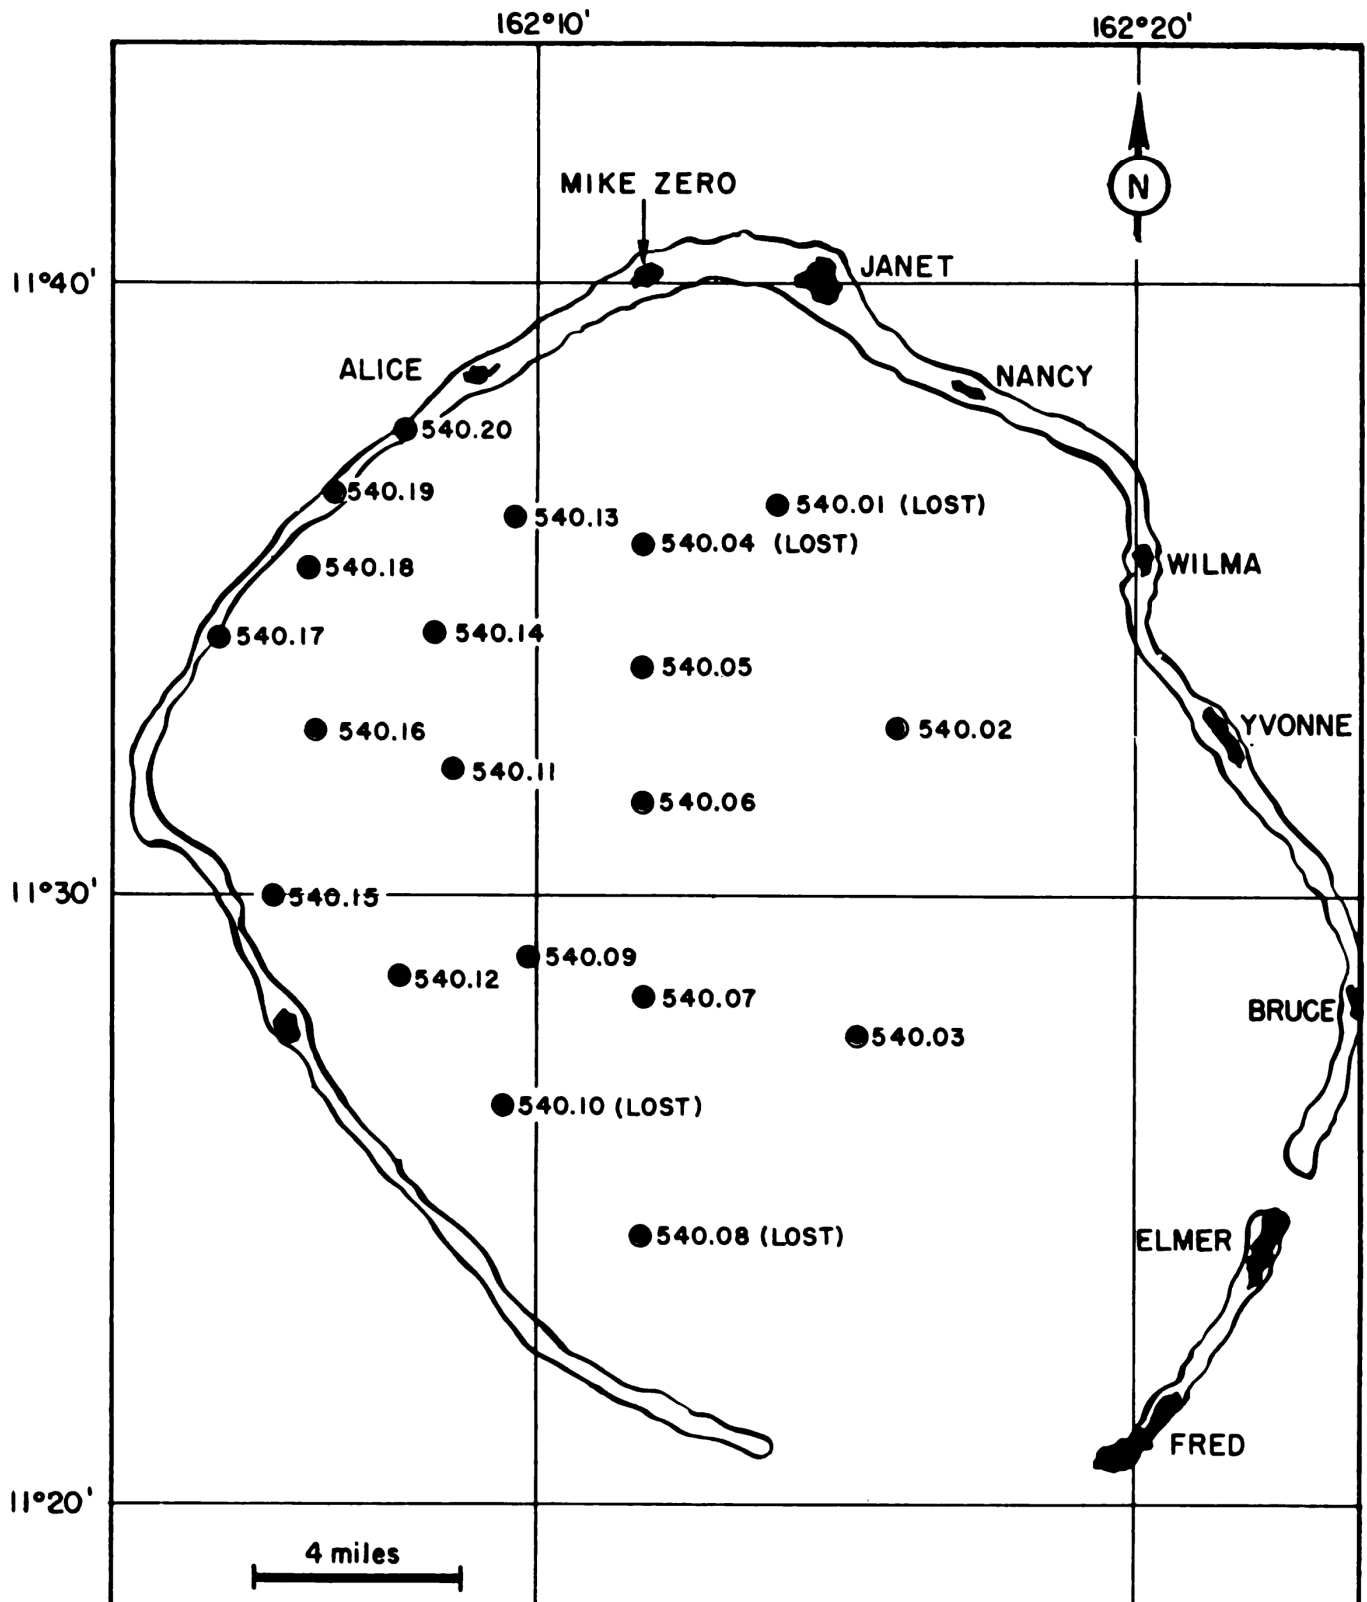 162°10'
162°20'
N
MIKE ZERO
JANET
11°40'
ALICE
NANCY
540.20
540.19
540.01 (LOST)
540.13
540.04 (LOST)
WILMA
540.18
540.17
540.14
540.05
YVONNE
540.16
540.02
540.11
540.06
11°30'
540.15
540.09
540.12
540.07
BRUCE
540.03
540.10 (LOST)
540.08 (LOST)
ELMER
FRED
11°20'
4 miles